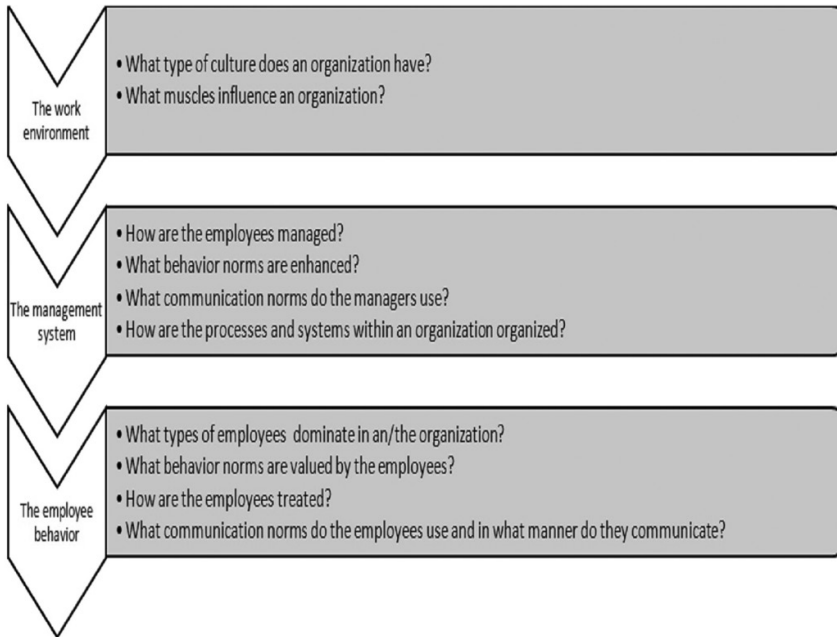 The work
environment
• What type of culture does an organization have?
• What muscles influence an organization?
The management
system
• How are the employees managed?
• What behavior norms are enhanced?
• What communication norms do the managers use?
• How are the processes and systems within an organization organized?
The employee
behavior
• What types of employees dominate in an/the organization?
• What behavior norms are valued by the employees?
• How are the employees treated?
• What communication norms do the employees use and in what manner do they communicate?